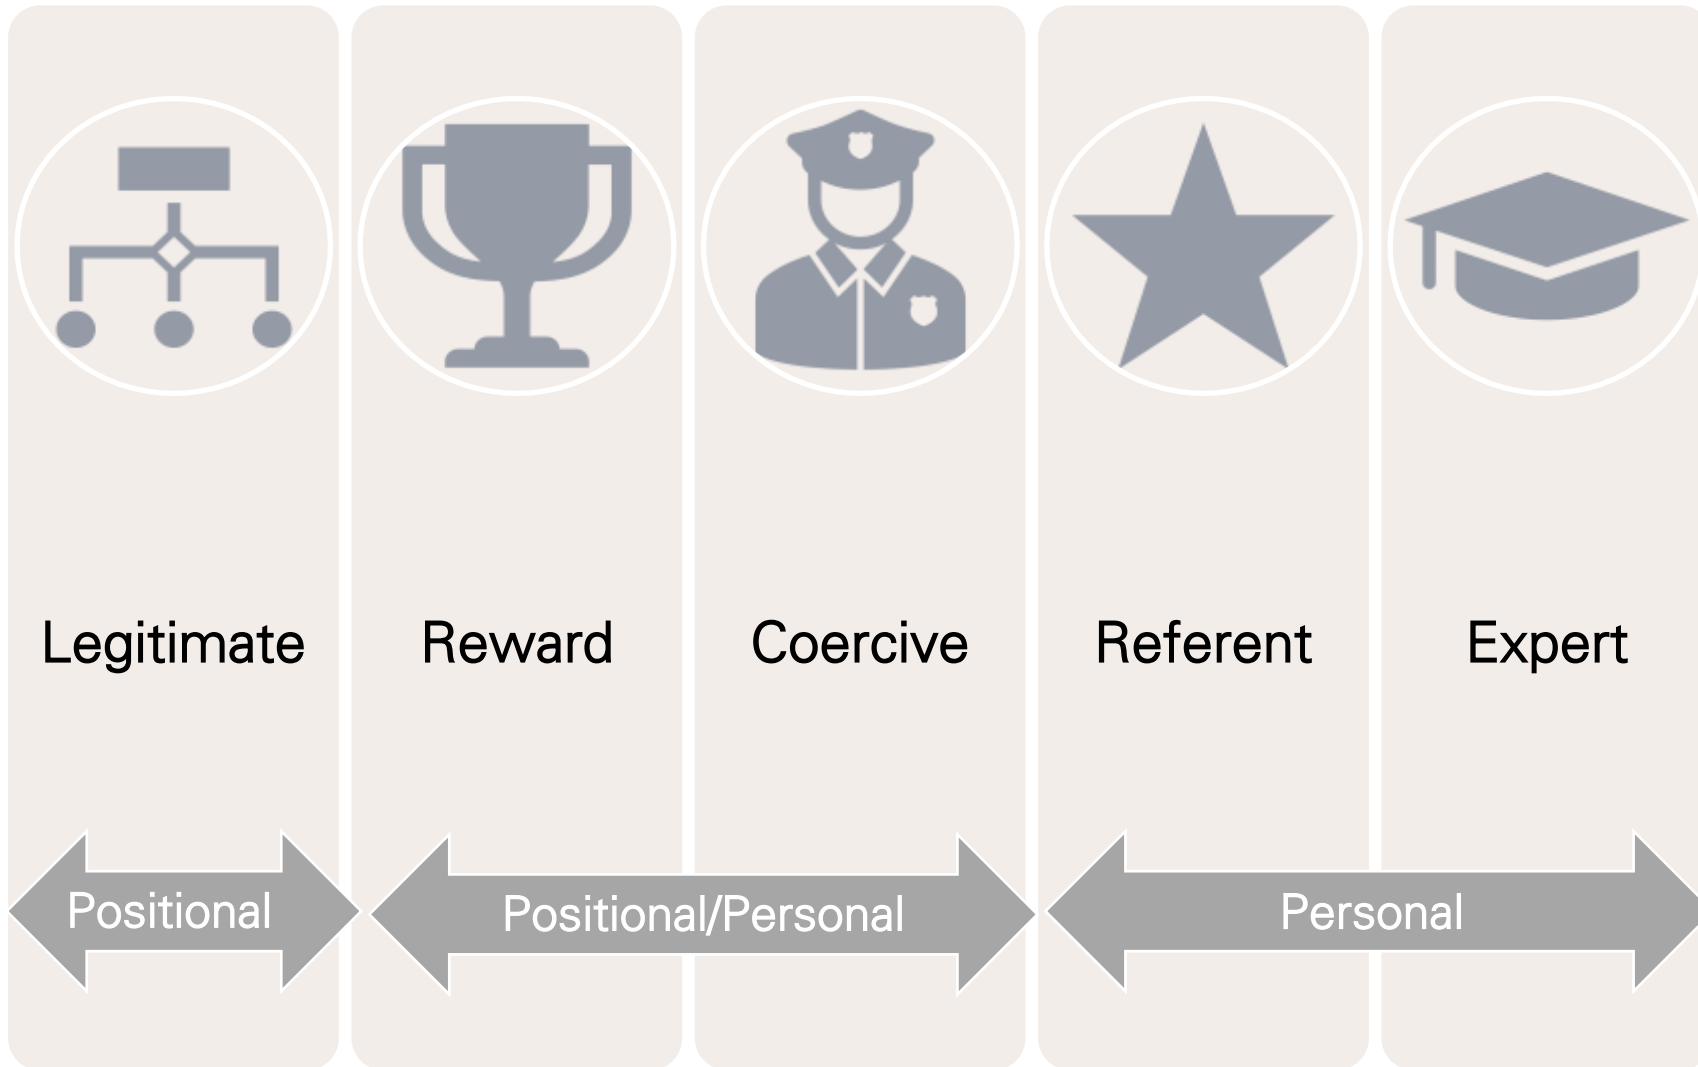 Legitimate
Reward
Coercive
Referent
Expert
Positional
Positional/Personal
Personal